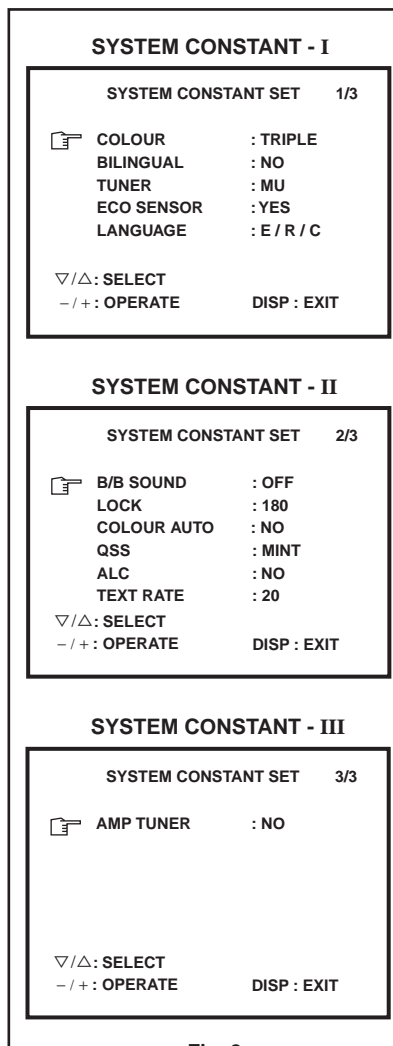 SYSTEM CONSTANT - I
SYSTEM CONSTANT SET 1/3
COLOUR : TRIPLE
BILINGUAL : NO
TUNER : MU
ECO SENSOR : YES
LANGUAGE : E / R / C
▽/△: SELECT
− / + : OPERATE DISP : EXIT
SYSTEM CONSTANT - II
SYSTEM CONSTANT SET 2/3
B/B SOUND : OFF
LOCK : 180
COLOUR AUTO : NO
QSS : MINT
ALC : NO
TEXT RATE : 20
▽/△: SELECT
− / + : OPERATE DISP : EXIT
SYSTEM CONSTANT - III
SYSTEM CONSTANT SET 3/3
AMP TUNER : NO
▽/△: SELECT
− / + : OPERATE DISP : EXIT